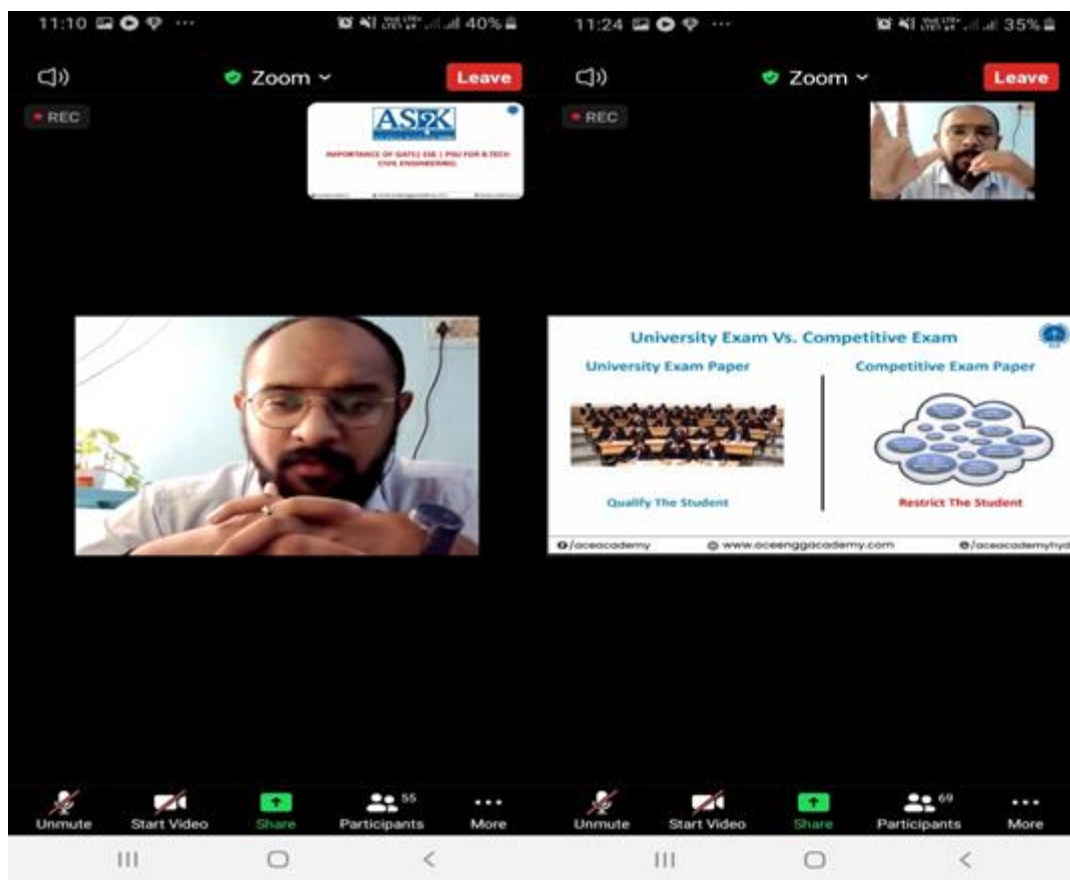 11:10
40%
Zoom
Leave
REC
ASPK
IMPORTANCE OF GATE| ESE | PSU FOR B.TECH
CIVIL ENGINEERING.
Unmute
Start Video
Share
55
Participants
More
11:24
35%
Zoom
Leave
REC
University Exam Vs. Competitive Exam
University Exam Paper
Competitive Exam Paper
Qualify The Student
Restrict The Student
/aceacademy
www.aceenggacademy.com
/aceacademyhyd
Unmute
Start Video
Share
69
Participants
More